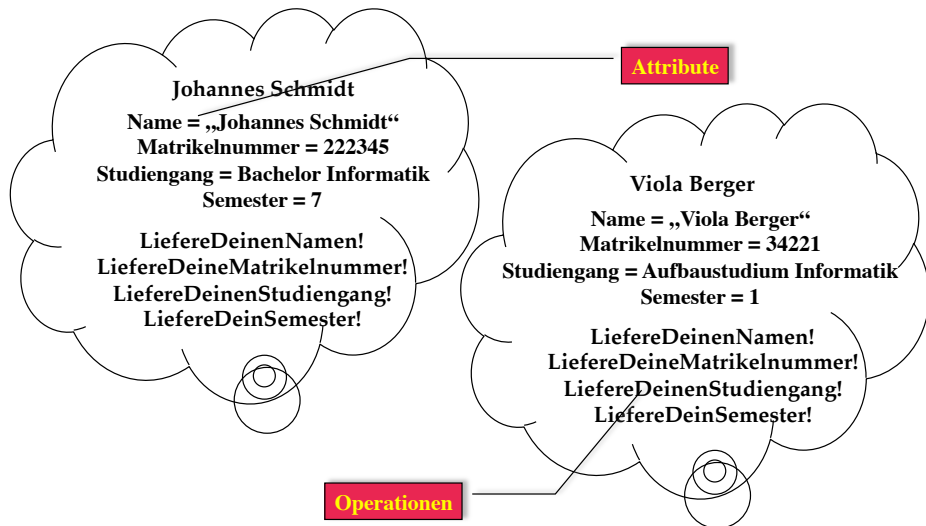 Attribute
Johannes Schmidt
Name = „Johannes Schmidt“
Matrikelnummer = 222345
Studiengang = Bachelor Informatik
Semester = 7
LiefereDeinenNamen!
LiefereDeineMatrikelnummer!
LiefereDeinenStudiengang!
LiefereDeinSemester!
Viola Berger
Name = „Viola Berger“
Matrikelnummer = 34221
Studiengang = Aufbaustudium Informatik
Semester = 1
LiefereDeinenNamen!
LiefereDeineMatrikelnummer!
LiefereDeinenStudiengang!
LiefereDeinSemester!
Operationen